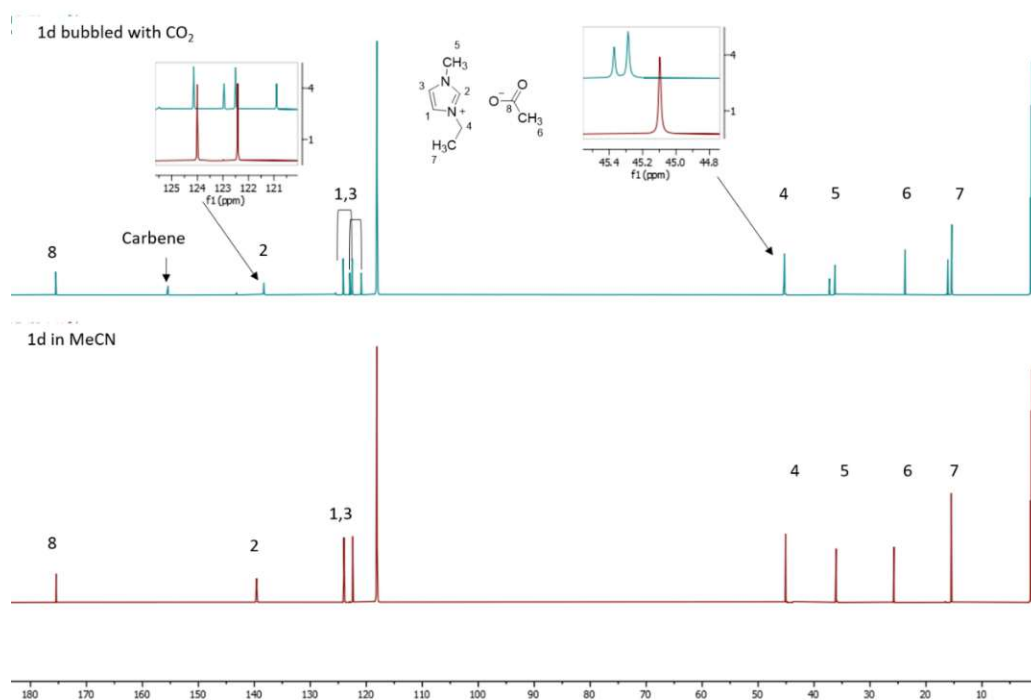 1d bubbled with CO₂
4
1
125 124 123 122 121
f1 (ppm)
5
CH₃
3
N
2
N
+
1
4
H₃C
7
O
O⁻
8
CH₃
6
4
1
45.4 45.2 45.0 44.8
f1 (ppm)
8
Carbene
2
1,3
4
5
6
7
1d in MeCN
8
2
1,3
4
5
6
7
180 170 160 150 140 130 120 110 100 90 80 70 60 50 40 30 20 10